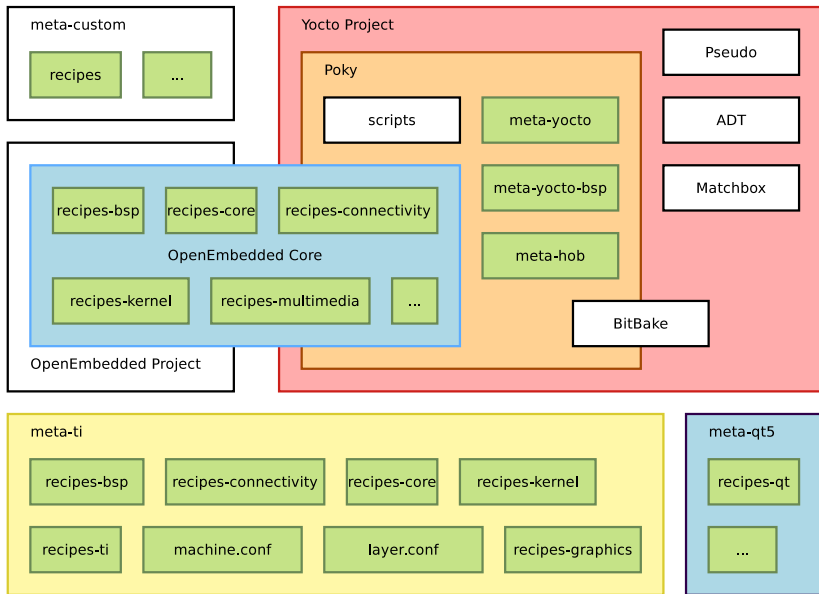 meta-custom
recipes
...
Yocto Project
Poky
scripts
meta-yocto
meta-yocto-bsp
meta-hob
BitBake
Pseudo
ADT
Matchbox
recipes-bsp
recipes-core
recipes-connectivity
OpenEmbedded Core
recipes-kernel
recipes-multimedia
...
OpenEmbedded Project
meta-ti
recipes-bsp
recipes-connectivity
recipes-core
recipes-kernel
recipes-ti
machine.conf
layer.conf
recipes-graphics
meta-qt5
recipes-qt
...